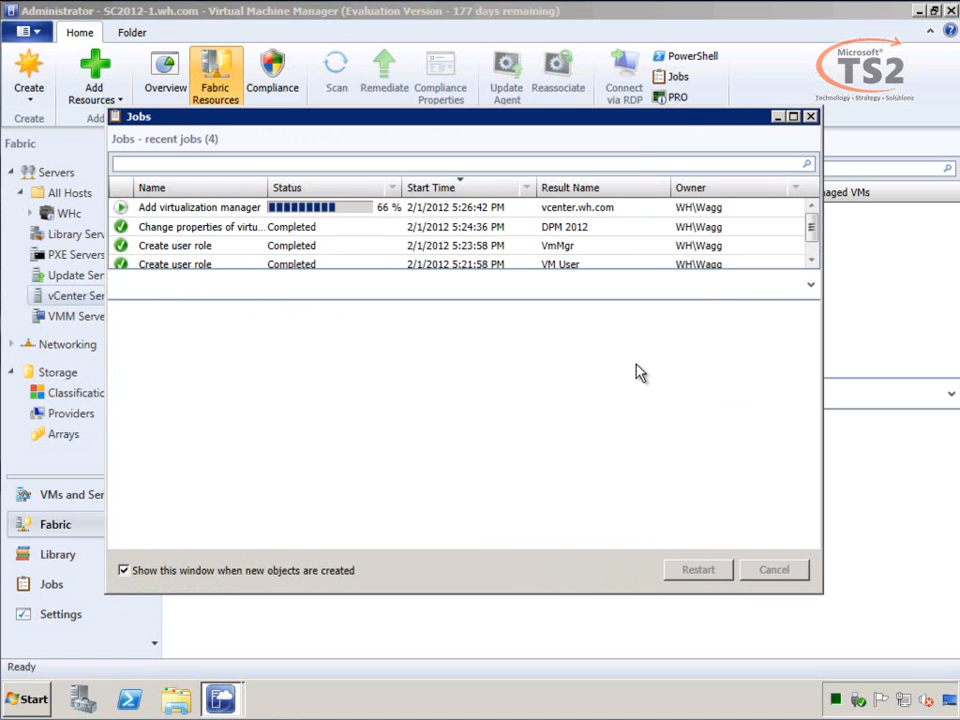 Administrator - SC2012-1.wh.com - Virtual Machine Manager (Evaluation Version - 177 days remaining)
Home Folder
Create Add Resources Overview Fabric Resources Compliance Scan Remediate Compliance Properties Update Agent Reassociate Connect via RDP
PowerShell
Jobs
PRO
Microsoft®
TS2
Technology • Strategy • Solutions
Create Add
Fabric
Servers
All Hosts
WHc
Library Serv
PXE Servers
Update Ser
vCenter Ser
VMM Serve
Networking
Storage
Classificatio
Providers
Arrays
VMs and Ser
Fabric
Library
Jobs
Settings
Jobs
Jobs - recent jobs (4)
Name Status Start Time Result Name Owner
Add virtualization manager 66 % 2/1/2012 5:26:42 PM vcenter.wh.com WH\Wagg
Change properties of virtu... Completed 2/1/2012 5:24:36 PM DPM 2012 WH\Wagg
Create user role Completed 2/1/2012 5:23:58 PM VmMgr WH\Wagg
Create user role Completed 2/1/2012 5:21:58 PM VM User WH\Wagg
Show this window when new objects are created
Restart Cancel
naged VMs
Ready
Start